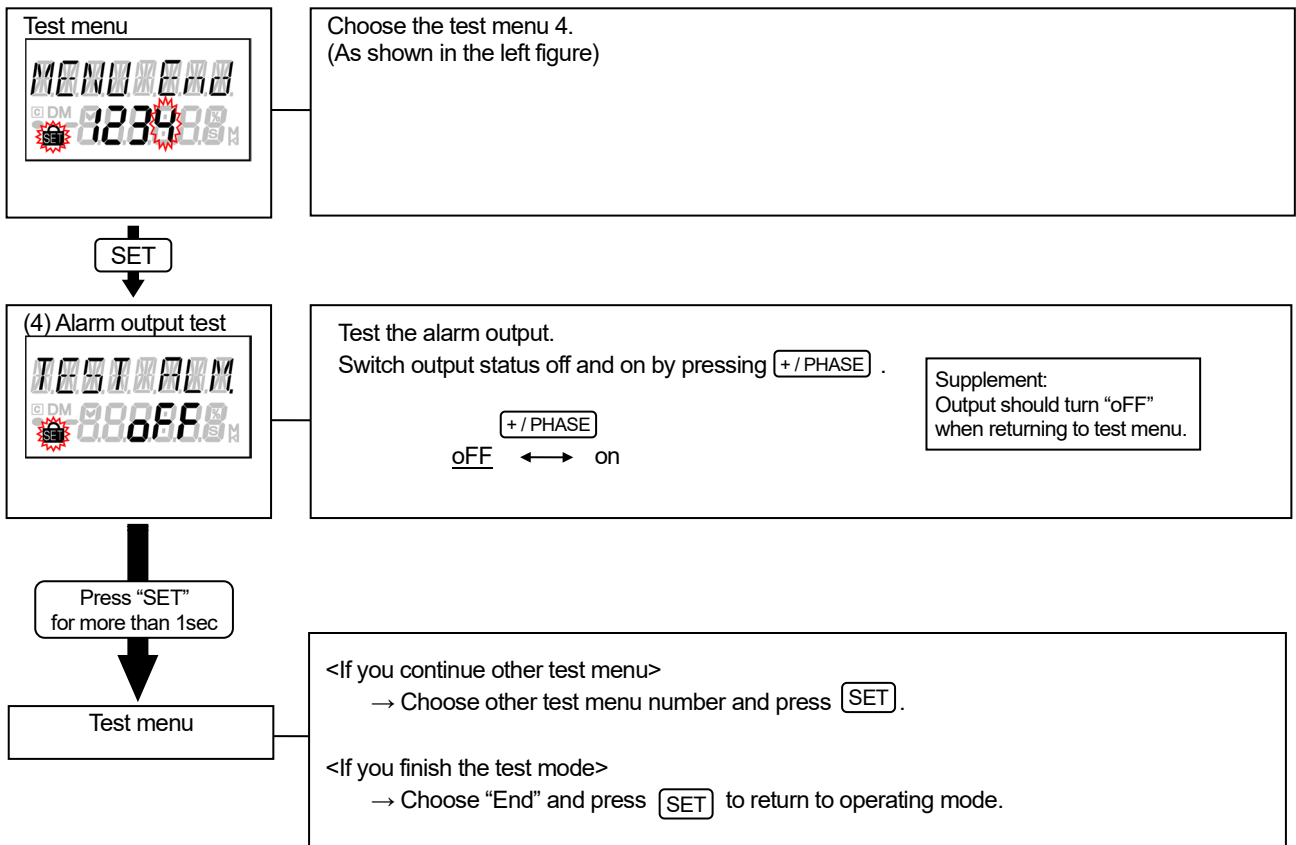 Test menu
MENU End
C DM
SET
1234
%
S
M
Choose the test menu 4.
(As shown in the left figure)
SET
(4) Alarm output test
TEST ALM.
C DM
SET
oFF
%
S
M
Test the alarm output.
Switch output status off and on by pressing + / PHASE .
+ / PHASE
oFF ←→ on
Supplement:
Output should turn “oFF”
when returning to test menu.
Press “SET”
for more than 1sec
Test menu
<If you continue other test menu>
→ Choose other test menu number and press SET.
<If you finish the test mode>
→ Choose “End” and press SET to return to operating mode.